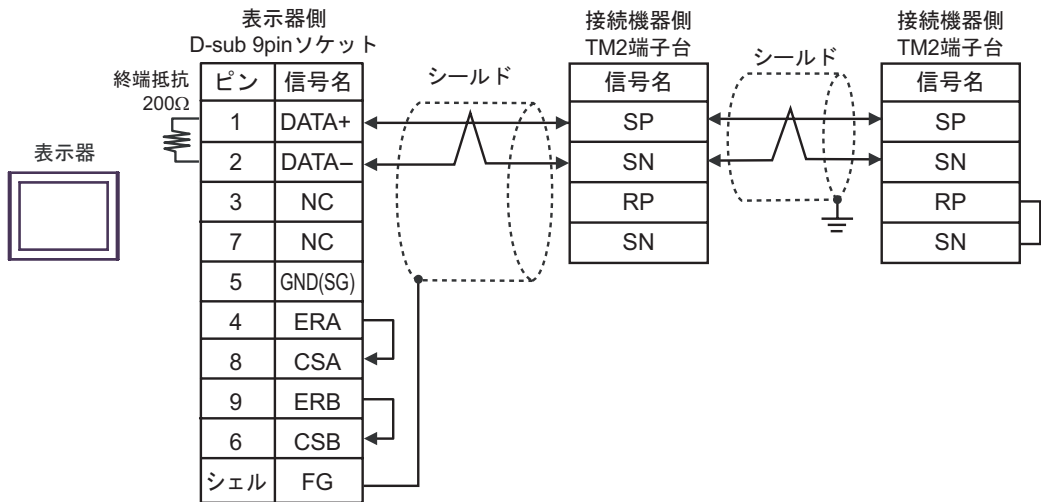 表示器側
D-sub 9pinソケット
接続機器側
TM2端子台
接続機器側
TM2端子台
終端抵抗
200Ω
シールド
シールド
表示器
ピン 信号名
1 DATA+
2 DATA–
3 NC
7 NC
5 GND(SG)
4 ERA
8 CSA
9 ERB
6 CSB
シェル FG
信号名
SP
SN
RP
SN
信号名
SP
SN
RP
SN